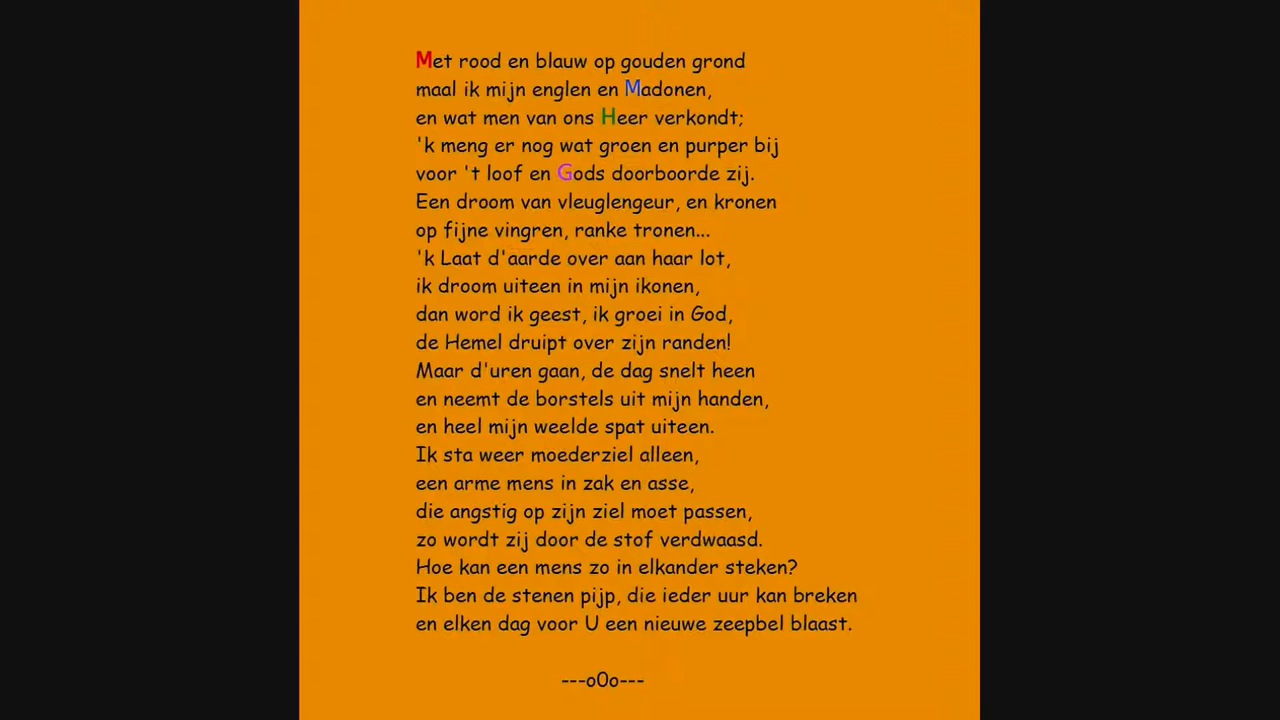 Met rood en blauw op gouden grond
maal ik mijn englen en Madonen,
en wat men van ons Heer verkondt;
'k meng er nog wat groen en purper bij
voor 't loof en Gods doorboorde zij.
Een droom van vleuglengeur, en kronen
op fijne vingren, ranke tronen...
'k Laat d'aarde over aan haar lot,
ik droom uiteen in mijn ikonen,
dan word ik geest, ik groei in God,
de Hemel druipt over zijn randen!
Maar d'uren gaan, de dag snelt heen
en neemt de borstels uit mijn handen,
en heel mijn weelde spat uiteen.
Ik sta weer moederziel alleen,
een arme mens in zak en asse,
die angstig op zijn ziel moet passen,
zo wordt zij door de stof verdwaasd.
Hoe kan een mens zo in elkander steken?
Ik ben de stenen pijp, die ieder uur kan breken
en elken dag voor U een nieuwe zeepbel blaast.
---oOo---